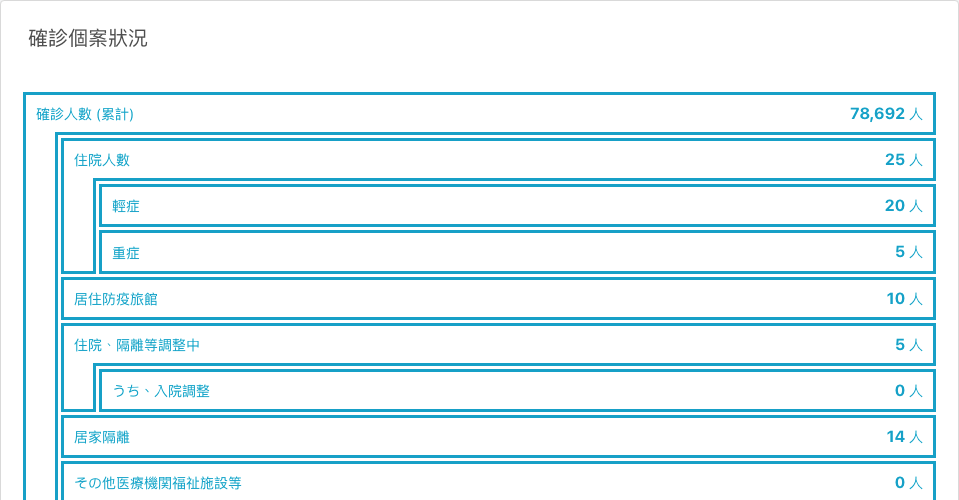 確診個案狀況
確診人數 (累計) 78,692 人
住院人數 25 人
輕症 20 人
重症 5 人
居住防疫旅館 10 人
住院、隔離等調整中 5 人
うち、入院調整 0 人
居家隔離 14 人
その他医療機関福祉施設等 0 人